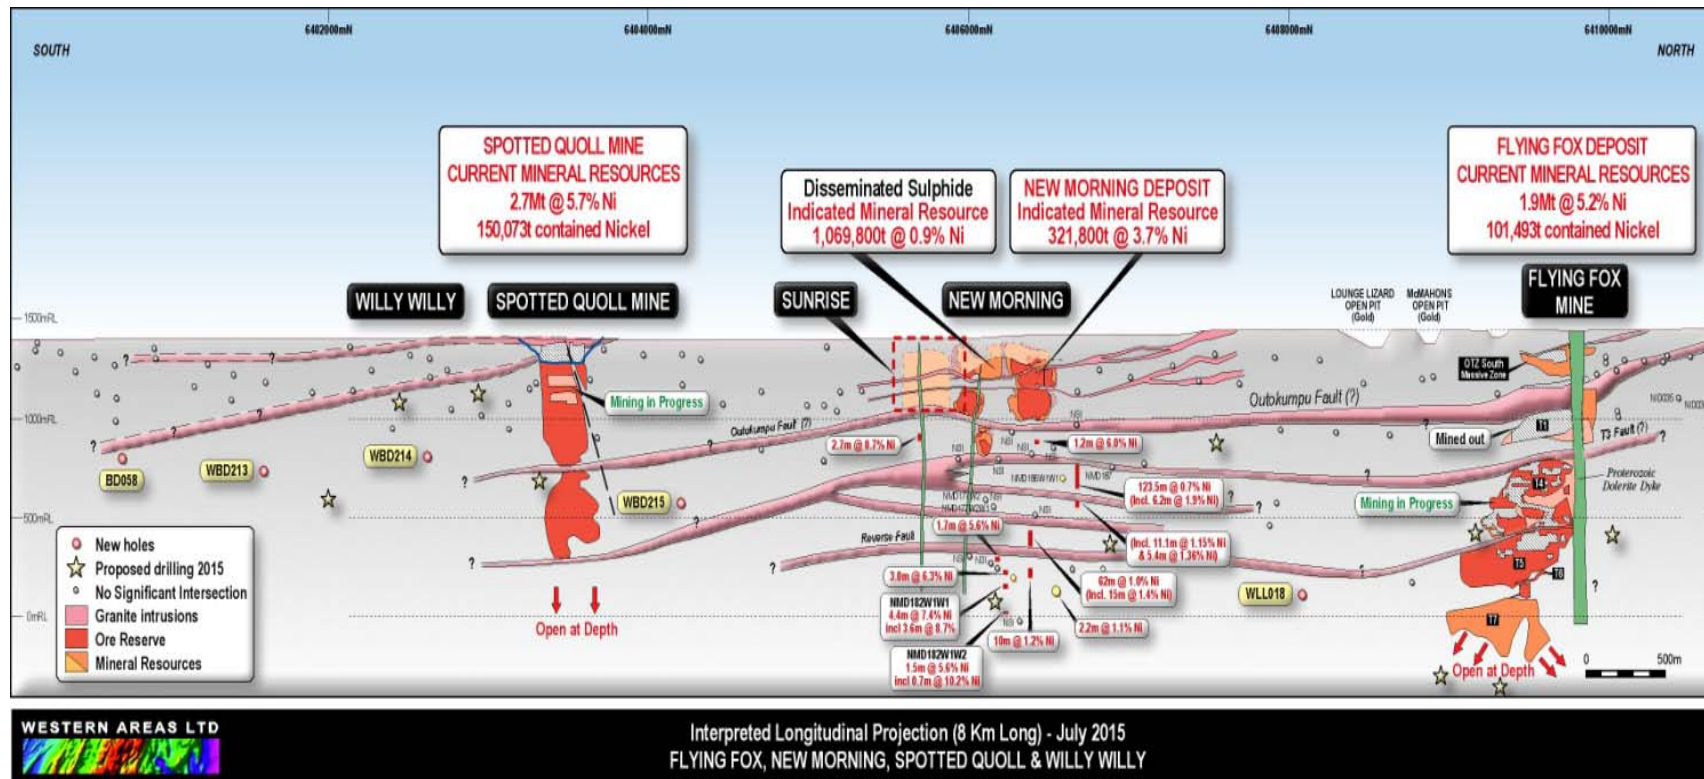 6402000mN
6404000mN
6406000mN
6408000mN
6410000mN
SOUTH
NORTH
SPOTTED QUOLL MINE
CURRENT MINERAL RESOURCES
2.7Mt @ 5.7% Ni
150,073t contained Nickel
Disseminated Sulphide
Indicated Mineral Resource
1,069,800t @ 0.9% Ni
NEW MORNING DEPOSIT
Indicated Mineral Resource
321,800t @ 3.7% Ni
FLYING FOX DEPOSIT
CURRENT MINERAL RESOURCES
1.9Mt @ 5.2% Ni
101,493t contained Nickel
WILLY WILLY
SPOTTED QUOLL MINE
SUNRISE
NEW MORNING
LOUNGE LIZARD
OPEN PIT
(Gold)
McMAHONS
OPEN PIT
(Gold)
FLYING FOX
MINE
1500mRL
OTZ South
Massive Zone
Mining in Progress
1000mRL
Outokumpu Fault (?)
Outokumpu Fault (?)
NSI
T1
T3 Fault (?)
Mined out
2.7m @ 0.7% Ni
1.2m @ 6.0% Ni
BD058
WBD213
WBD214
WBD215
123.5m @ 0.7% Ni
(Incl. 6.2m @ 1.9% Ni)
Proterozoic
Dolerite Dyke
T4
Mining in Progress
500mRL
1.7m @ 5.6% Ni
Reverse Fault
(Incl. 11.1m @ 1.15% Ni
& 5.4m @ 1.36% Ni)
3.8m @ 6.3% Ni
62m @ 1.0% Ni
(Incl. 15m @ 1.4% Ni)
T5
T6
WLL018
NMD182W1W1
4.4m @ 7.4% Ni
incl 3.6m @ 8.7%
0mRL
Open at Depth
10m @ 1.2% Ni
2.2m @ 1.1% Ni
T7
NMD182W1W2
1.5m @ 5.6% Ni
incl 0.7m @ 10.2% Ni
Open at Depth
0 500m
New holes
Proposed drilling 2015
No Significant Intersection
Granite intrusions
Ore Reserve
Mineral Resources
WESTERN AREAS LTD
Interpreted Longitudinal Projection (8 Km Long) - July 2015
FLYING FOX, NEW MORNING, SPOTTED QUOLL & WILLY WILLY